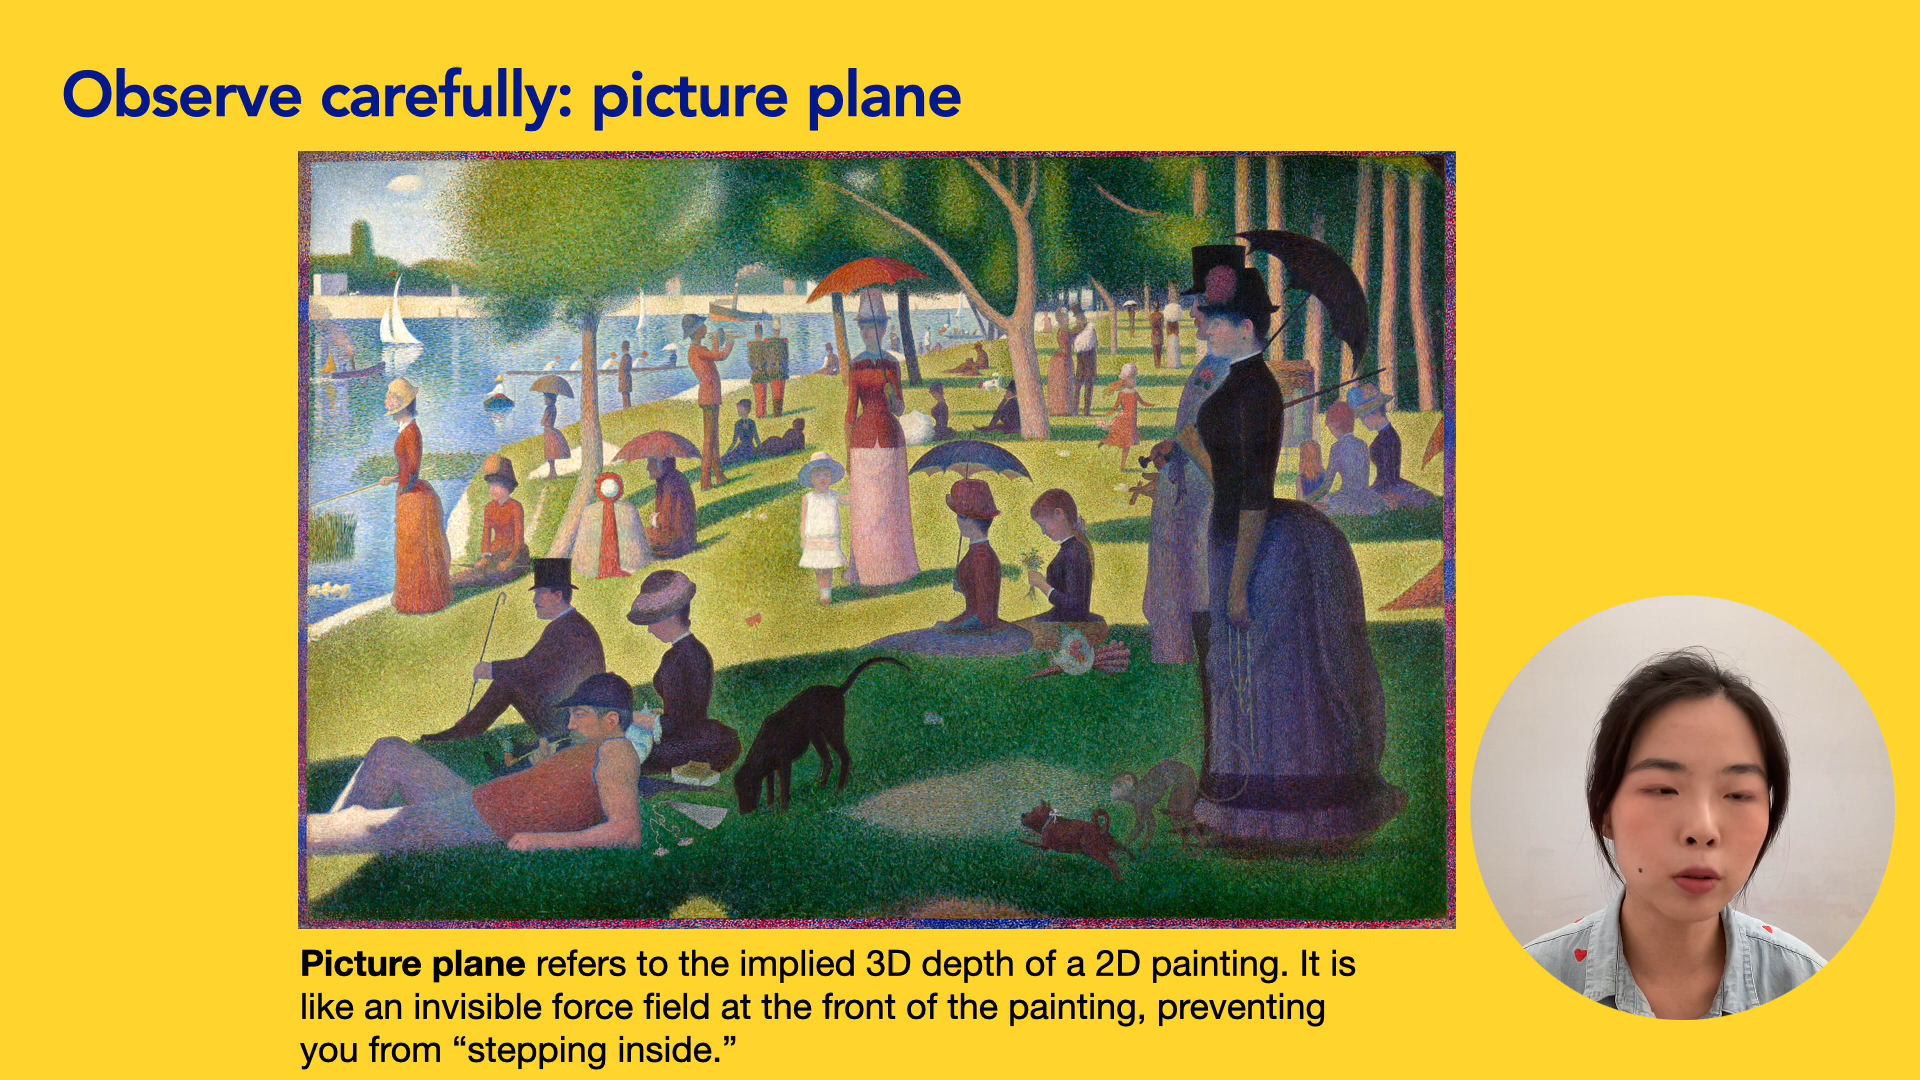 Observe carefully: picture plane
Picture plane refers to the implied 3D depth of a 2D painting. It is
like an invisible force field at the front of the painting, preventing
you from “stepping inside.”